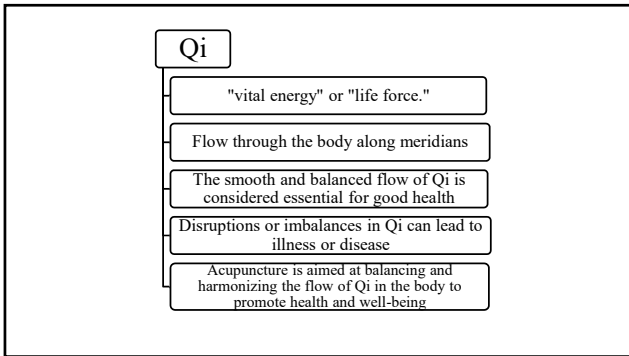 Qi
"vital energy" or "life force."
Flow through the body along meridians
The smooth and balanced flow of Qi is
considered essential for good health
Disruptions or imbalances in Qi can lead to
illness or disease
Acupuncture is aimed at balancing and
harmonizing the flow of Qi in the body to
promote health and well-being